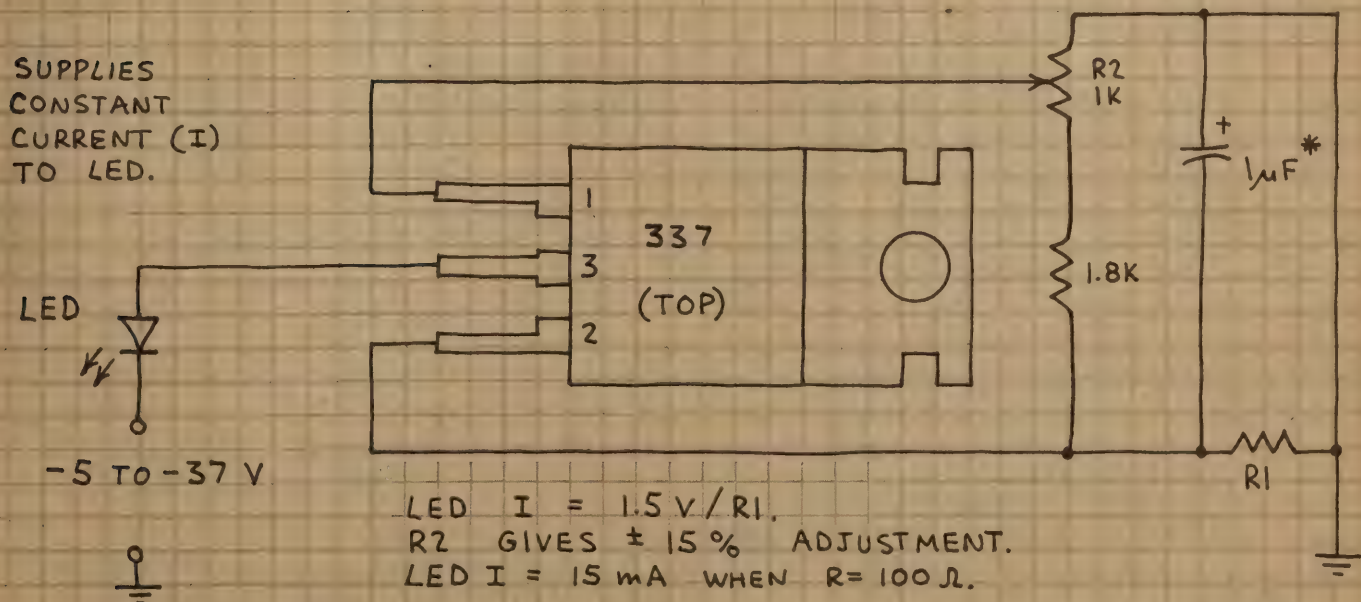 SUPPLIES
CONSTANT
CURRENT (I)
TO LED.
R2
1K
+
1µF*
1
337
3
(TOP)
1.8K
2
LED
-5 TO -37 V
R1
LED I = 1.5 V/R1.
R2 GIVES ± 15% ADJUSTMENT.
LED I = 15 mA WHEN R= 100 Ω.